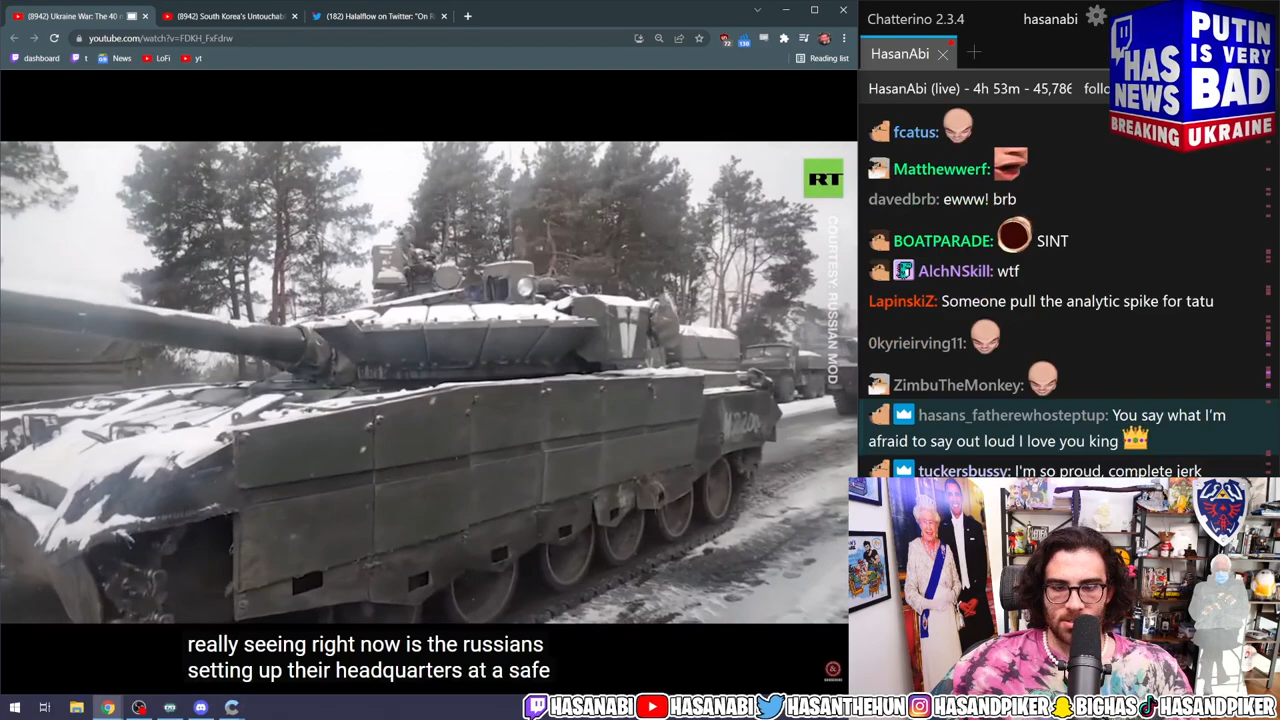 (8942) Ukraine War: The 40
(8942) South Korea's Untouchab
(182) Halalflow on Twitter: "On R
youtube.com/watch?v=FDKH_FxFdrw
72
130
dashboard
t
News
LoFi
yt
Reading list
RT
COURTESY: RUSSIAN MOD
really seeing right now is the russians
setting up their headquarters at a safe
Chatterino 2.3.4
hasanabi
HasanAbi
HasanAbi (live) - 4h 53m - 45,786
follo
HAS
NEWS
PUTIN
IS VERY
BAD
BREAKING
UKRAINE
fcatus:
Matthewwerf:
davedbrb: ewww! brb
BOATPARADE: SINT
AlchNSkill: wtf
LapinskiZ: Someone pull the analytic spike for tatu
0kyrieirving11:
ZimbuTheMonkey:
hasans_fatherewhosteptup: You say what I'm
afraid to say out loud I love you king
tuckersbussy: I'm so proud, complete jerk
HASANABI
HASANABI
HASANTHEHUN
HASANDPIKER
BIGHAS
HASANDPIKER